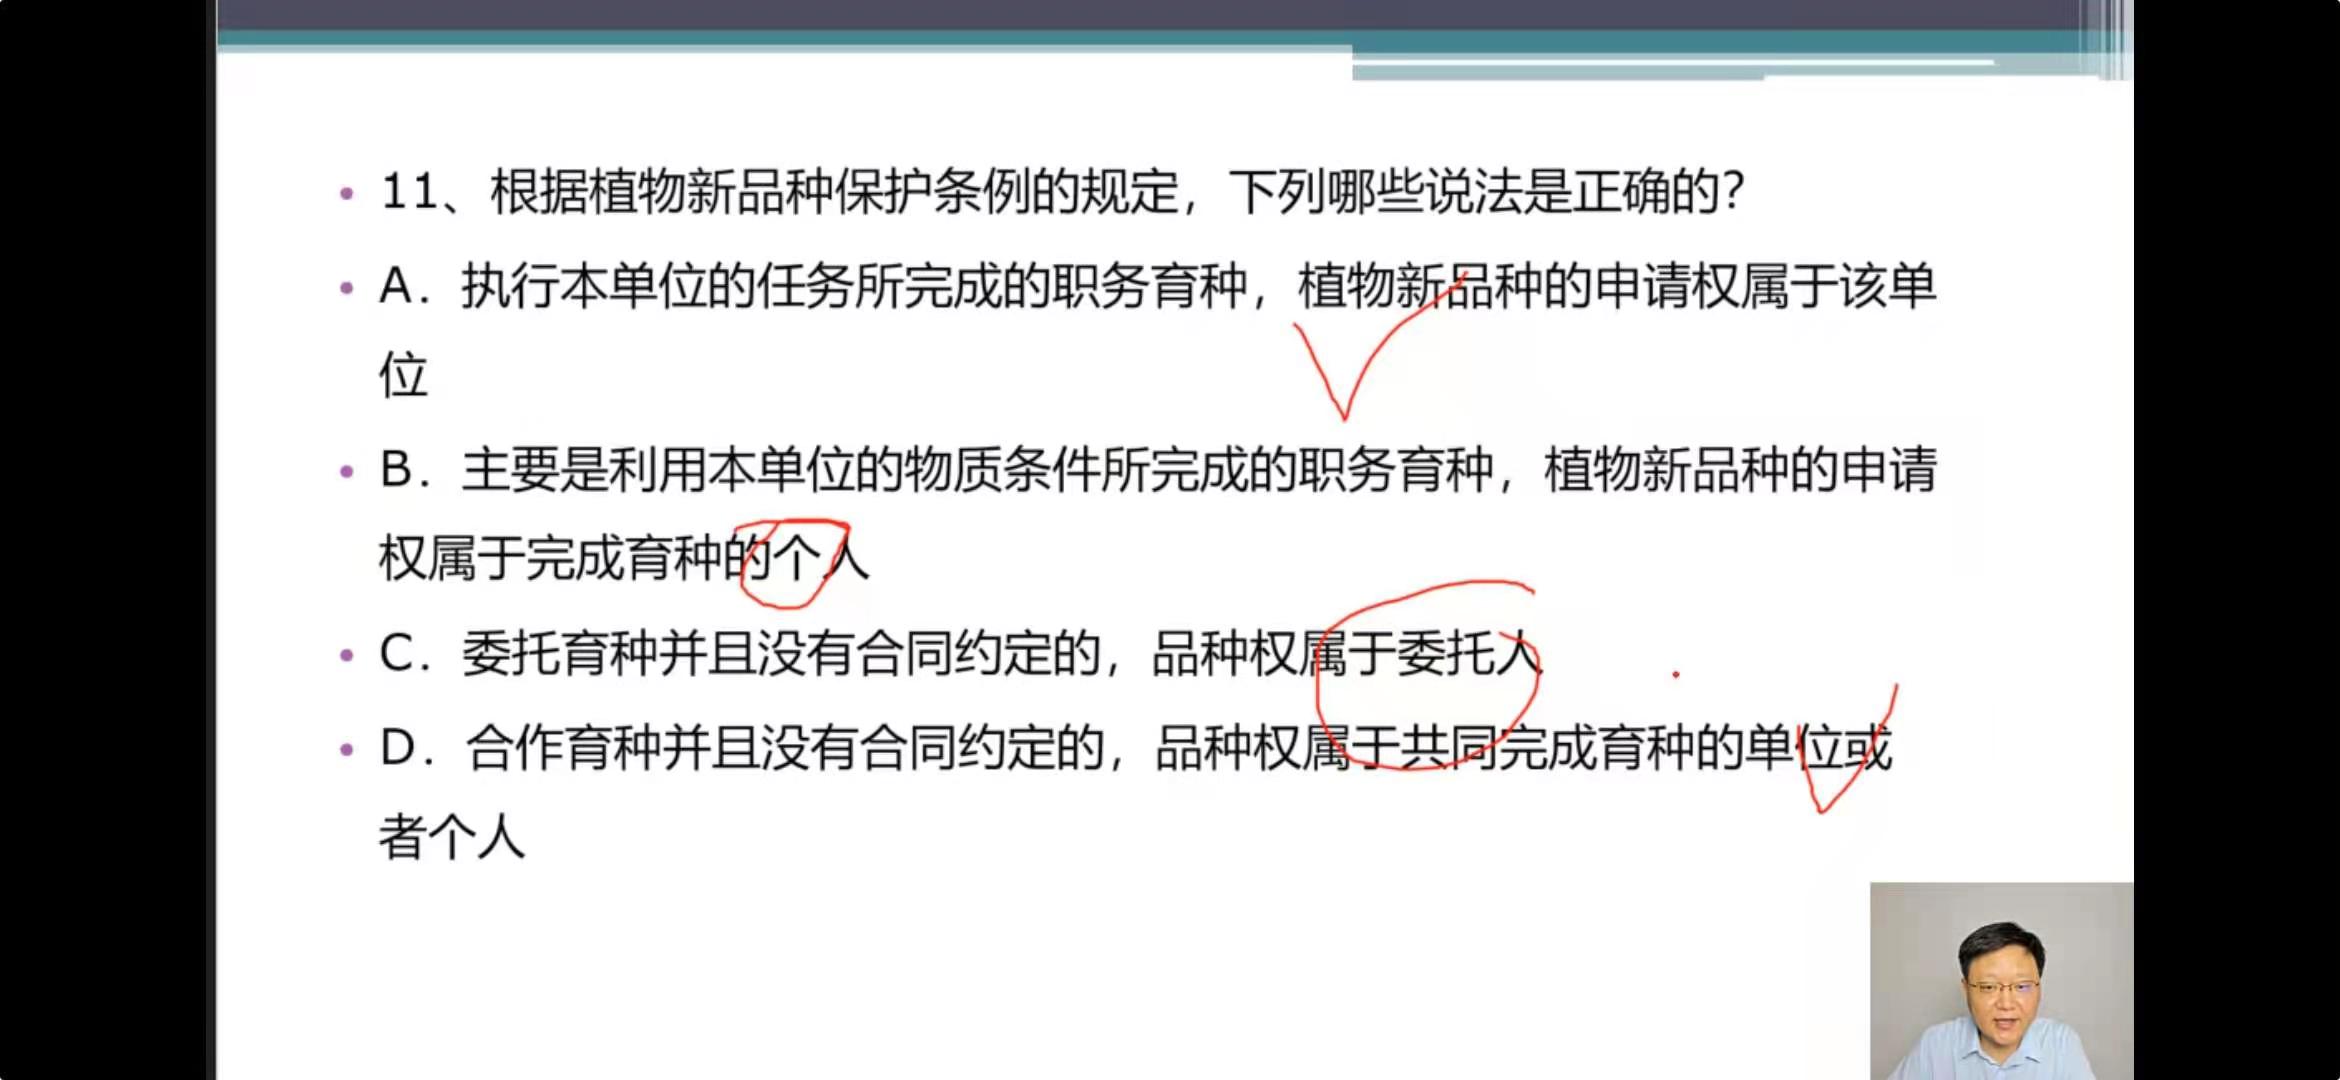 • 11、根据植物新品种保护条例的规定，下列哪些说法是正确的？
• A．执行本单位的任务所完成的职务育种，植物新品种的申请权属于该单
位
• B．主要是利用本单位的物质条件所完成的职务育种，植物新品种的申请
权属于完成育种的个人
• C．委托育种并且没有合同约定的，品种权属于委托人
• D．合作育种并且没有合同约定的，品种权属于共同完成育种的单位或
者个人